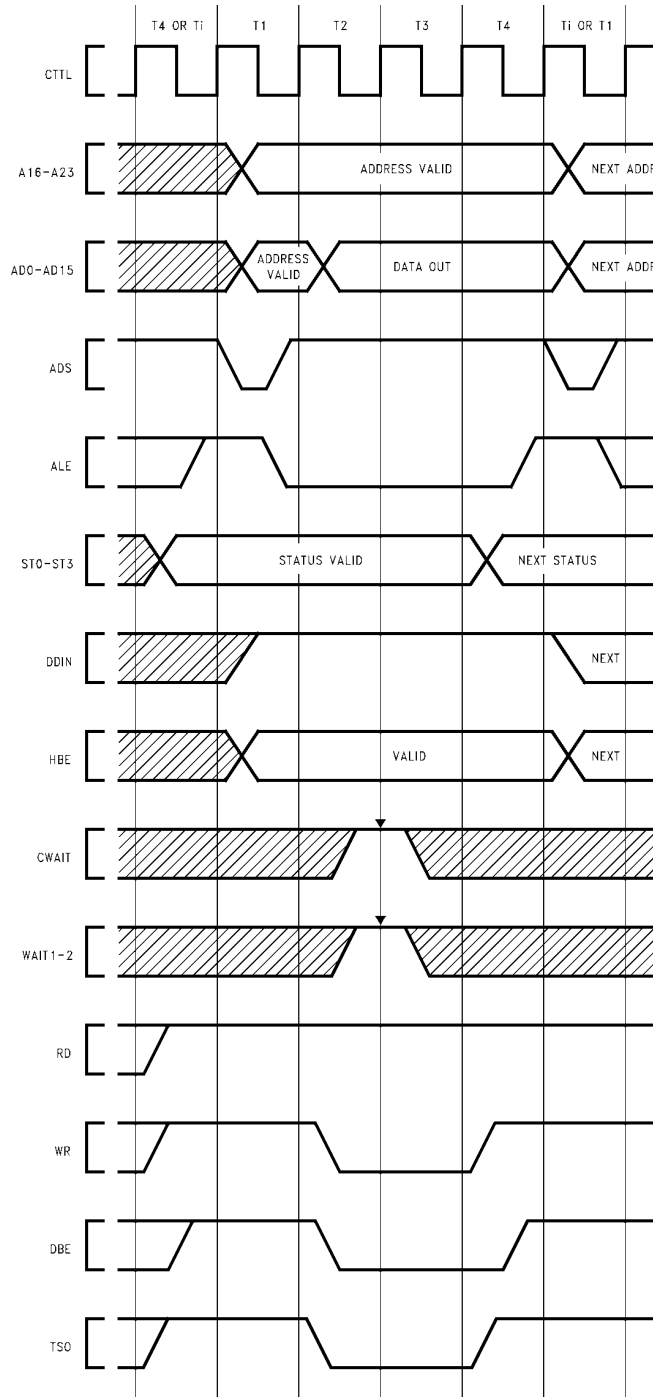 T4 OR Ti T1 T2 T3 T4 Ti OR T1
CTTL
A16-A23 ADDRESS VALID NEXT ADDR
AD0-AD15 ADDRESS VALID DATA OUT NEXT ADDR
ADS
ALE
ST0-ST3 STATUS VALID NEXT STATUS
DDIN NEXT
HBE VALID NEXT
CWAIT
WAIT1-2
RD
WR
DBE
TSO